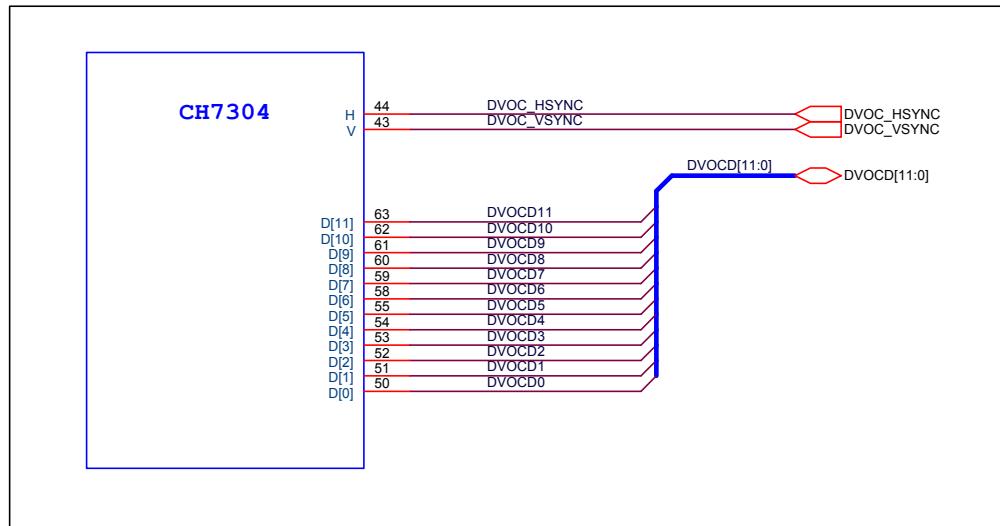 CH7304
H 44 DVOC_HSYNC DVOC_HSYNC
V 43 DVOC_VSYNC DVOC_VSYNC
DVOCD[11:0] DVOCD[11:0]
D[11] 63 DVOCD11
D[10] 62 DVOCD10
D[9] 61 DVOCD9
D[8] 60 DVOCD8
D[7] 59 DVOCD7
D[6] 58 DVOCD6
D[5] 55 DVOCD5
D[4] 54 DVOCD4
D[3] 53 DVOCD3
D[2] 52 DVOCD2
D[1] 51 DVOCD1
D[0] 50 DVOCD0